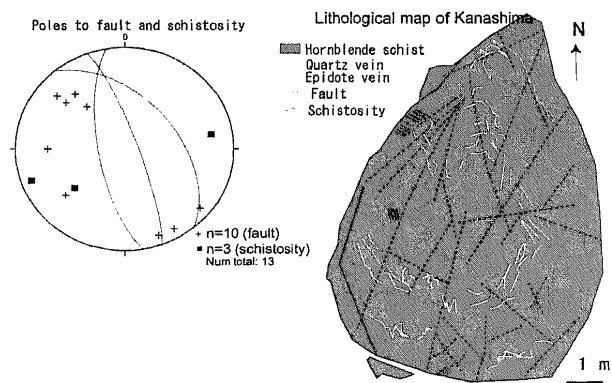 Poles to fault and schistosity
0
+ n=10 (fault)
■ n=3 (schistosity)
Num total: 13
Lithological map of Kanashima
Hornblende schist
Quartz vein
Epidote vein
Fault
Schistosity
N
1 m